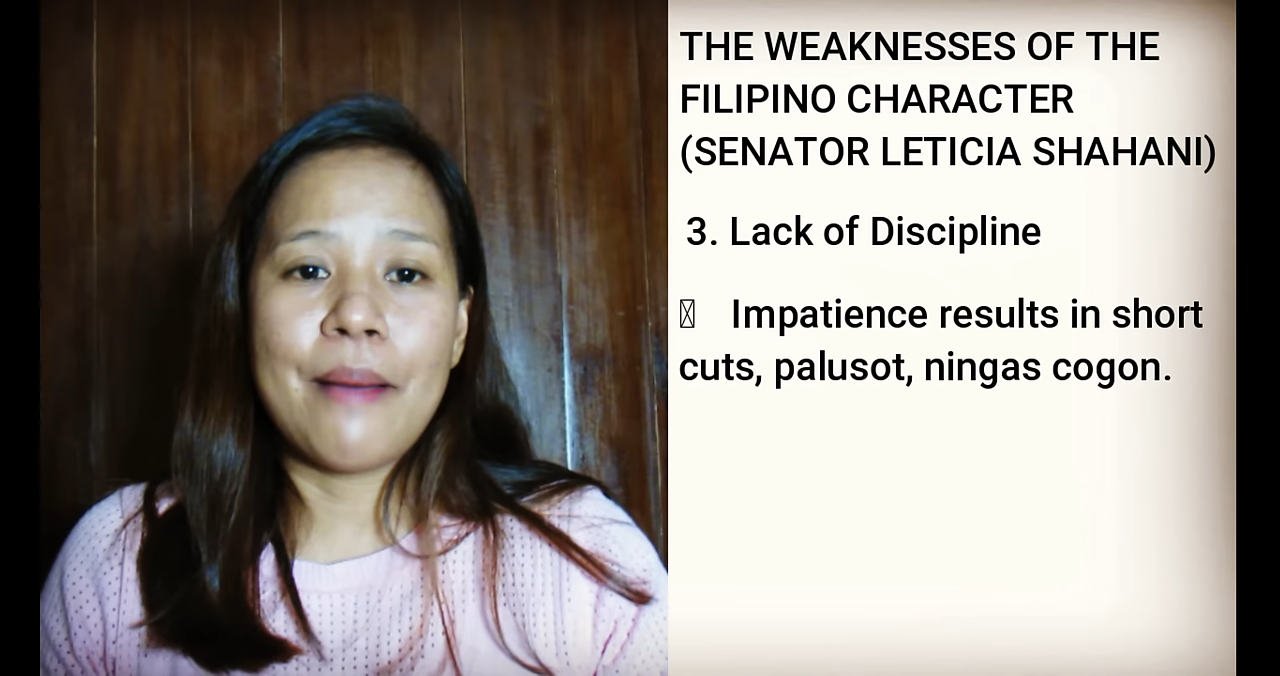 THE WEAKNESSES OF THE
FILIPINO CHARACTER
(SENATOR LETICIA SHAHANI)
3. Lack of Discipline
Impatience results in short
cuts, palusot, ningas cogon.